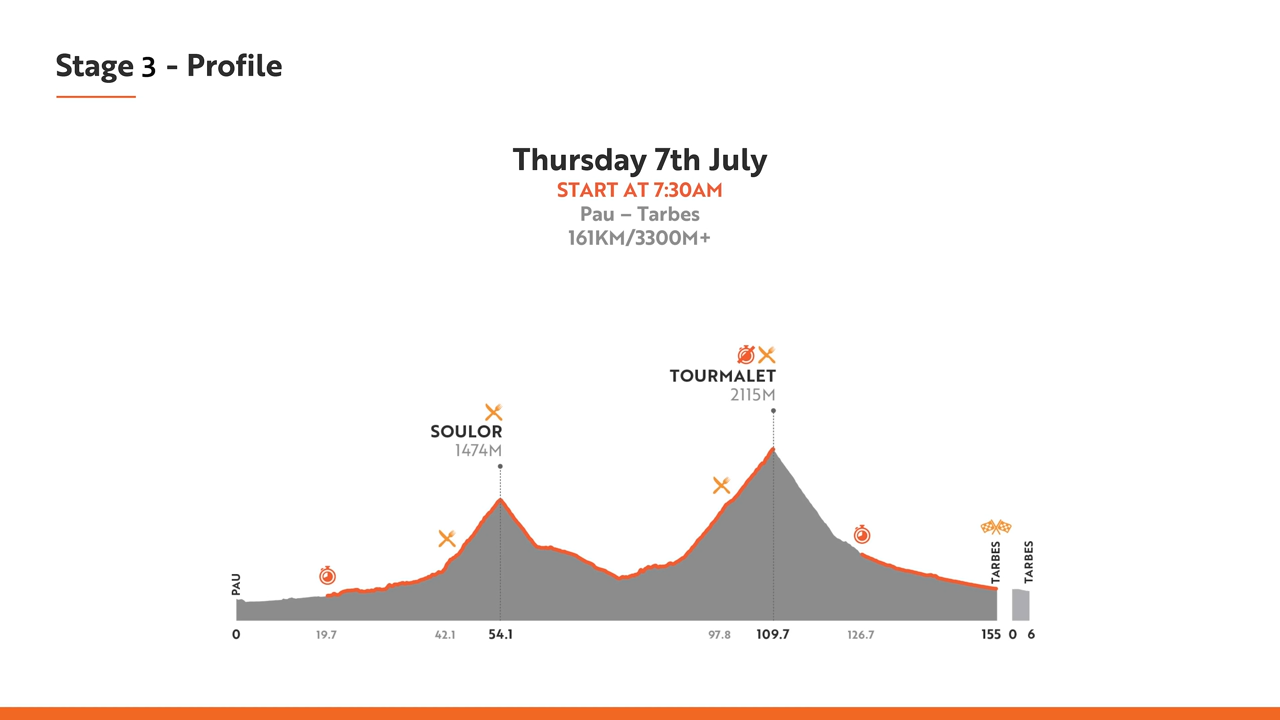 Stage 3 - Profile
Thursday 7th July
START AT 7:30AM
Pau – Tarbes
161KM/3300M+
TOURMALET
2115M
SOULOR
1474M
PAU
TARBES
TARBES
0 19.7 42.1 54.1 97.8 109.7 126.7 155 0 6